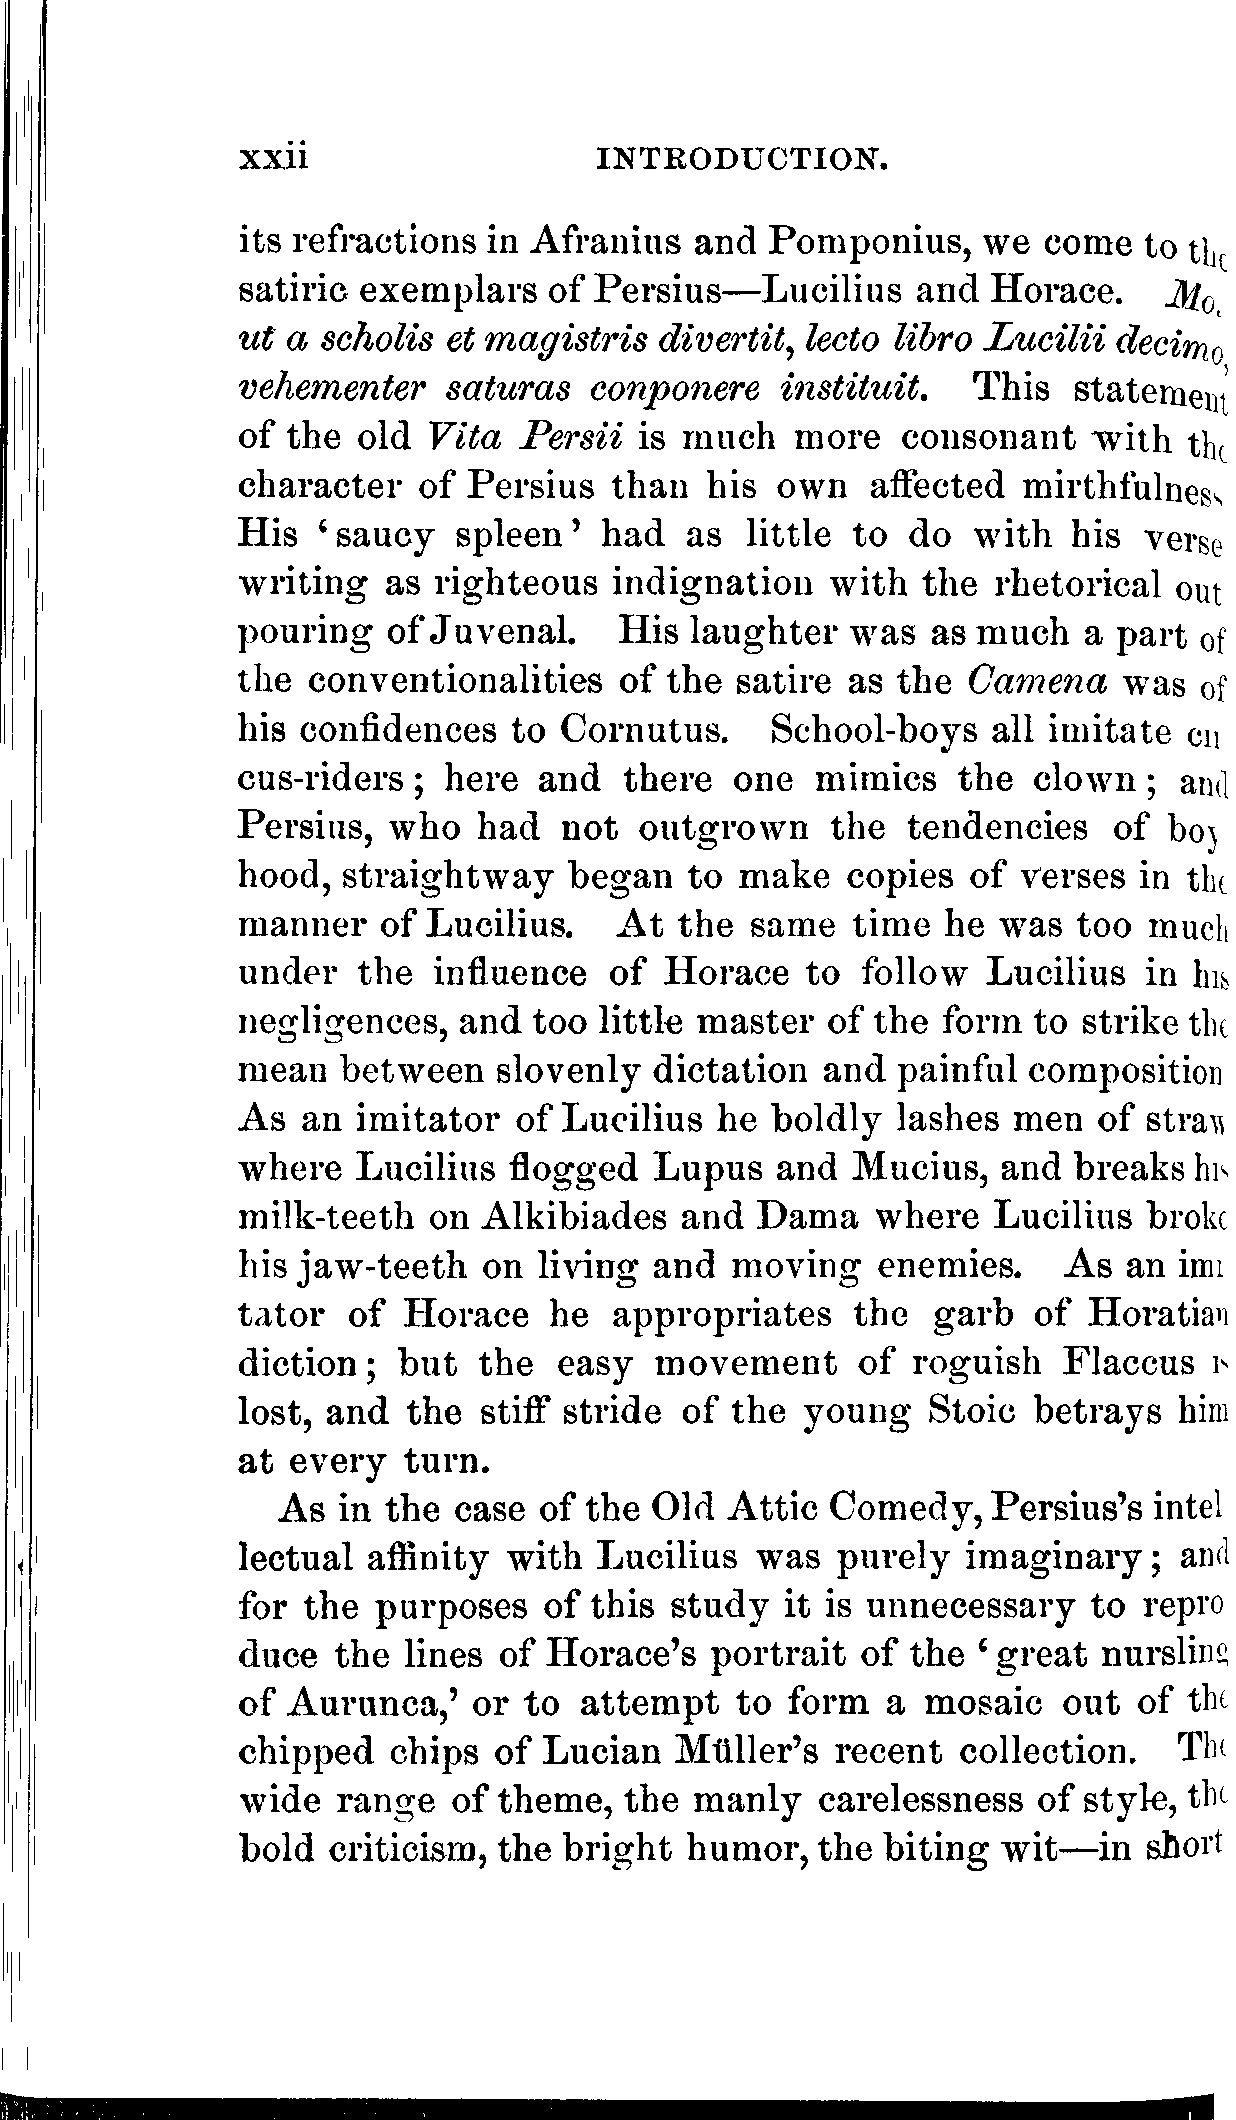 xxii INTRODUCTION.
its refractions in Afranius and Pomponius, we come to the
satiric exemplars of Persius—Lucilius and Horace. Mo
ut a scholis et magistris divertit, lecto libro Lucilii decimo,
vehementer saturas conponere instituit. This statement
of the old Vita Persii is much more consonant with the
character of Persius than his own affected mirthfulness
His ‘saucy spleen’ had as little to do with his verse
writing as righteous indignation with the rhetorical out
pouring of Juvenal. His laughter was as much a part of
the conventionalities of the satire as the Camena was of
his confidences to Cornutus. School-boys all imitate cir
cus-riders; here and there one mimics the clown; and
Persius, who had not outgrown the tendencies of boy
hood, straightway began to make copies of verses in the
manner of Lucilius. At the same time he was too much
under the influence of Horace to follow Lucilius in his
negligences, and too little master of the form to strike the
mean between slovenly dictation and painful composition
As an imitator of Lucilius he boldly lashes men of straw
where Lucilius flogged Lupus and Mucius, and breaks his
milk-teeth on Alkibiades and Dama where Lucilius broke
his jaw-teeth on living and moving enemies. As an imi
tator of Horace he appropriates the garb of Horatian
diction; but the easy movement of roguish Flaccus is
lost, and the stiff stride of the young Stoic betrays him
at every turn.
As in the case of the Old Attic Comedy, Persius’s intel
lectual affinity with Lucilius was purely imaginary; and
for the purposes of this study it is unnecessary to repro
duce the lines of Horace’s portrait of the ‘great nursling
of Aurunca,’ or to attempt to form a mosaic out of the
chipped chips of Lucian Müller’s recent collection. The
wide range of theme, the manly carelessness of style, the
bold criticism, the bright humor, the biting wit—in short